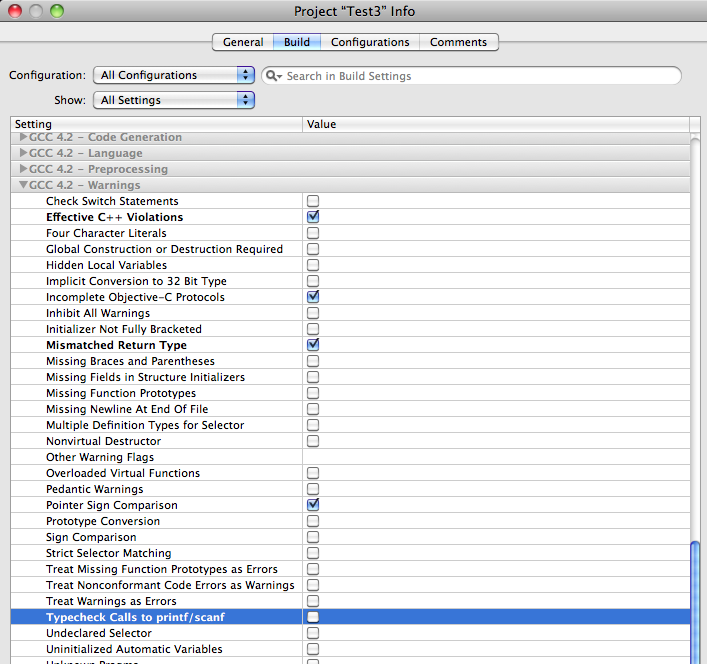 Project “Test3” Info
General Build Configurations Comments
Configuration: All Configurations Search in Build Settings
Show: All Settings
Setting Value
GCC 4.2 - Code Generation
GCC 4.2 - Language
GCC 4.2 - Preprocessing
GCC 4.2 - Warnings
Check Switch Statements
Effective C++ Violations
Four Character Literals
Global Construction or Destruction Required
Hidden Local Variables
Implicit Conversion to 32 Bit Type
Incomplete Objective-C Protocols
Inhibit All Warnings
Initializer Not Fully Bracketed
Mismatched Return Type
Missing Braces and Parentheses
Missing Fields in Structure Initializers
Missing Function Prototypes
Missing Newline At End Of File
Multiple Definition Types for Selector
Nonvirtual Destructor
Other Warning Flags
Overloaded Virtual Functions
Pedantic Warnings
Pointer Sign Comparison
Prototype Conversion
Sign Comparison
Strict Selector Matching
Treat Missing Function Prototypes as Errors
Treat Nonconformant Code Errors as Warnings
Treat Warnings as Errors
Typecheck Calls to printf/scanf
Undeclared Selector
Uninitialized Automatic Variables
Unknown Pragma